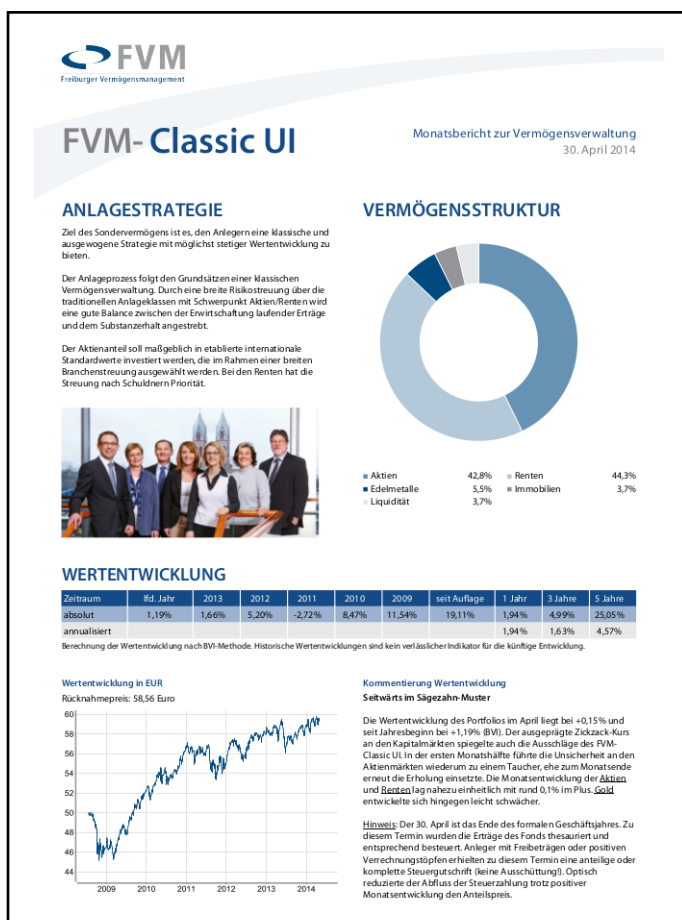 FVM
Freiburger Vermögensmanagement
FVM- Classic UI
Monatsbericht zur Vermögensverwaltung
30. April 2014
ANLAGESTRATEGIE
Ziel des Sondervermögens ist es, den Anlegern eine klassische und
ausgewogene Strategie mit möglichst stetiger Wertentwicklung zu
bieten.
Der Anlageprozess folgt den Grundsätzen einer klassischen
Vermögensverwaltung. Durch eine breite Risikostreuung über die
traditionellen Anlageklassen mit Schwerpunkt Aktien/Renten wird
eine gute Balance zwischen der Erwirtschaftung laufender Erträge
und dem Substanzerhalt angestrebt.
Der Aktienanteil soll maßgeblich in etablierte internationale
Standardwerte investiert werden, die im Rahmen einer breiten
Branchenstreuung ausgewählt werden. Bei den Renten hat die
Streuung nach Schuldnern Priorität.
VERMÖGENSSTRUKTUR
Aktien 42,8% Renten 44,3%
Edelmetalle 5,5% Immobilien 3,7%
Liquidität 3,7%
WERTENTWICKLUNG
Zeitraum lfd. Jahr 2013 2012 2011 2010 2009 seit Auflage 1 Jahr 3 Jahre 5 Jahre
absolut 1,19% 1,66% 5,20% -2,72% 8,47% 11,54% 19,11% 1,94% 4,99% 25,05%
annualisiert 1,94% 1,63% 4,57%
Berechnung der Wertentwicklung nach BVI-Methode. Historische Wertentwicklungen sind kein verlässlicher Indikator für die künftige Entwicklung.
Wertentwicklung in EUR
Rücknahmepreis: 58,56 Euro
60
58
56
54
52
50
48
46
44
2009 2010 2011 2012 2013 2014
Kommentierung Wertentwicklung
Seitwärts im Sägezahn-Muster
Die Wertentwicklung des Portfolios im April liegt bei +0,15% und
seit Jahresbeginn bei +1,19% (BVI). Der ausgeprägte Zickzack-Kurs
an den Kapitalmärkten spiegelte auch die Ausschläge des FVM-
Classic UI. In der ersten Monatshälfte führte die Unsicherheit an den
Aktienmärkten wiederum zu einem Taucher, ehe zum Monatsende
erneut die Erholung einsetzte. Die Monatsentwicklung der Aktien
und Renten lag nahezu einheitlich mit rund 0,1% im Plus. Gold
entwickelte sich hingegen leicht schwächer.
Hinweis: Der 30. April ist das Ende des formalen Geschäftsjahres. Zu
diesem Termin wurden die Erträge des Fonds thesauriert und
entsprechend besteuert. Anleger mit Freibeträgen oder positiven
Verrechnungstöpfen erhielten zu diesem Termin eine anteilige oder
komplette Steuergutschrift (keine Ausschüttung!). Optisch
reduzierte der Abfluss der Steuerzahlung trotz positiver
Monatsentwicklung den Anteilspreis.